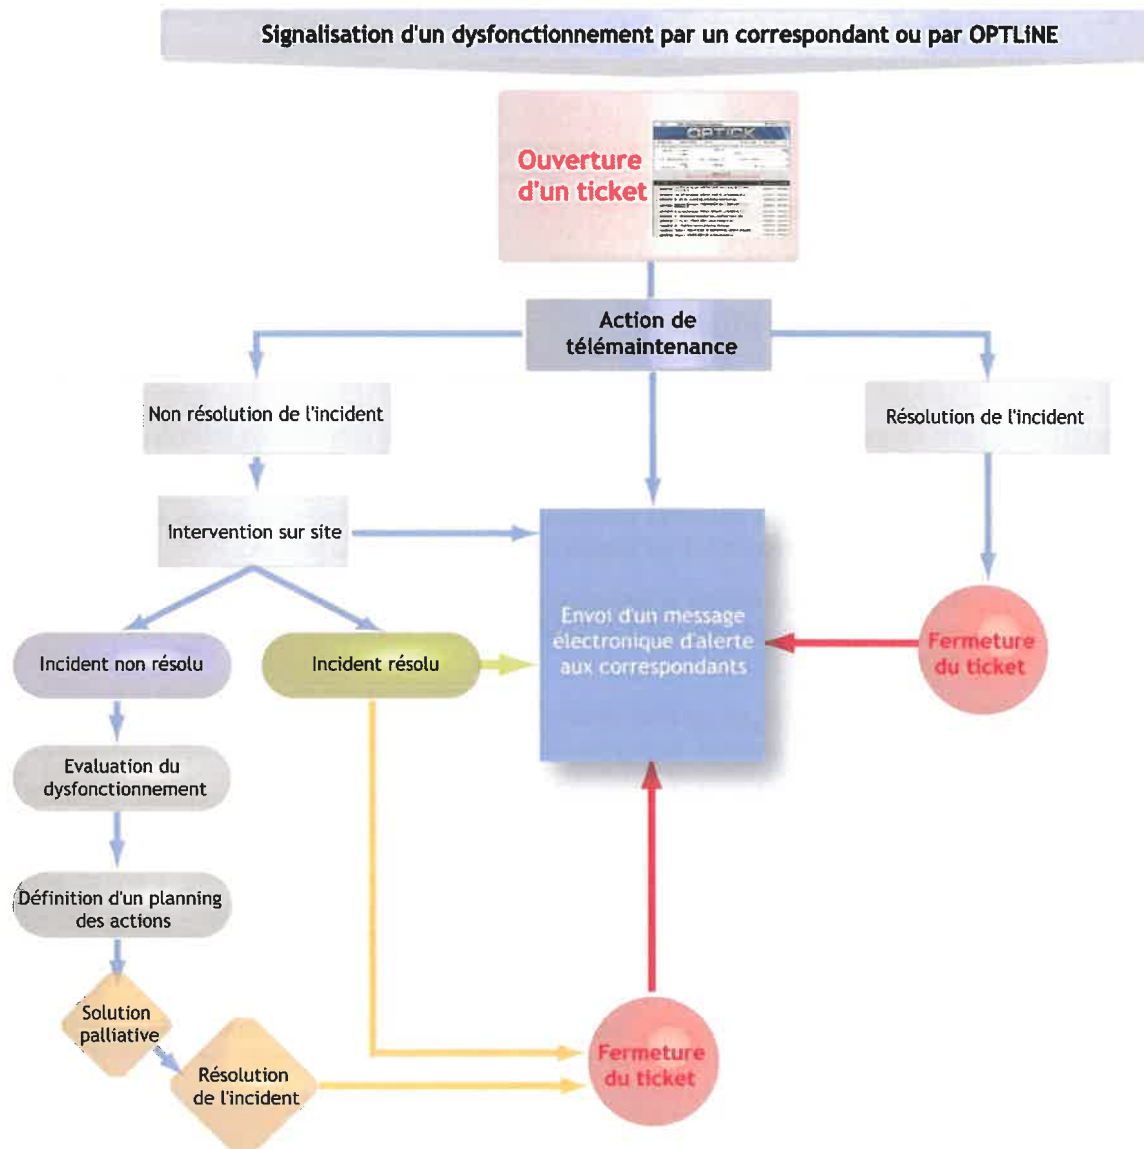 Signalisation d'un dysfonctionnement par un correspondant ou par OPTLiNE
OPTICK
Ouverture
d'un ticket
Action de
télémaintenance
Non résolution de l'incident
Résolution de l'incident
Intervention sur site
Envoi d'un message
électronique d'alerte
aux correspondants
Fermeture
du ticket
Incident non résolu
Incident résolu
Evaluation du
dysfonctionnement
Définition d'un planning
des actions
Solution
palliative
Résolution
de l'incident
Fermeture
du ticket